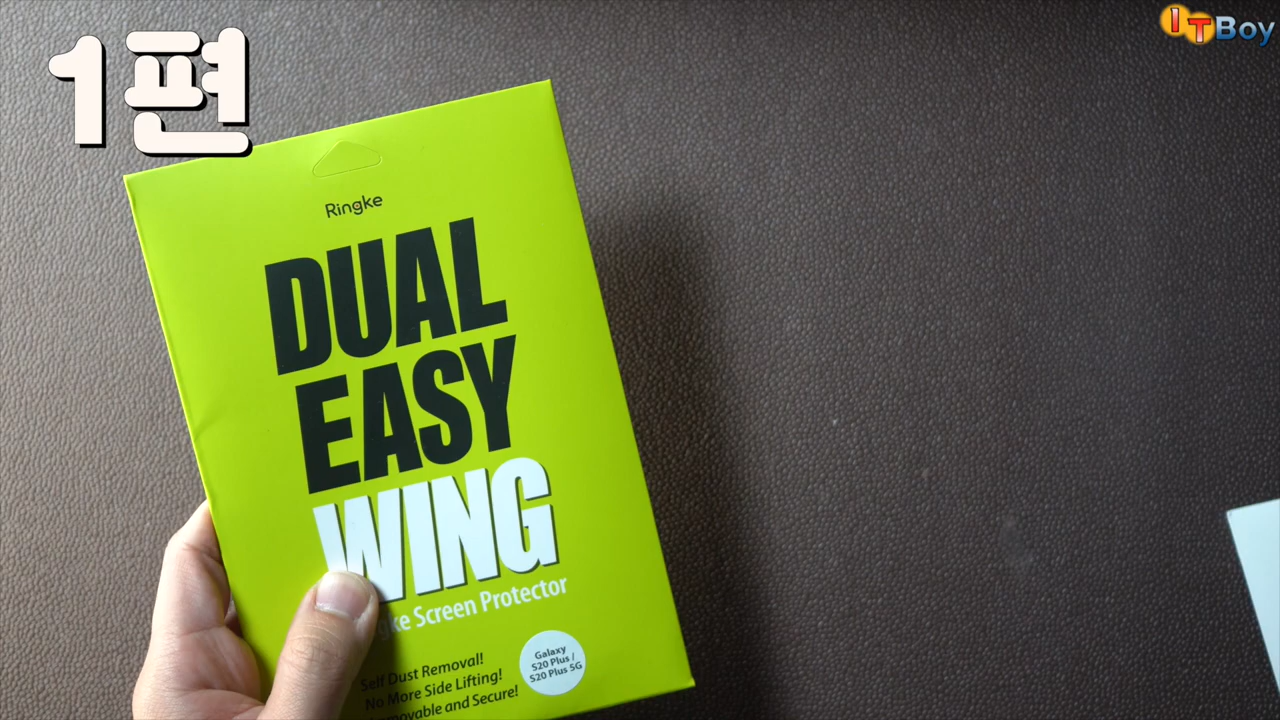 1편
ITBoy
Ringke
DUAL
EASY
WING
Screen Protector
Self Dust Removal!
No More Side Lifting!
and Secure!
Galaxy
S20 Plus /
S20 Plus 5G